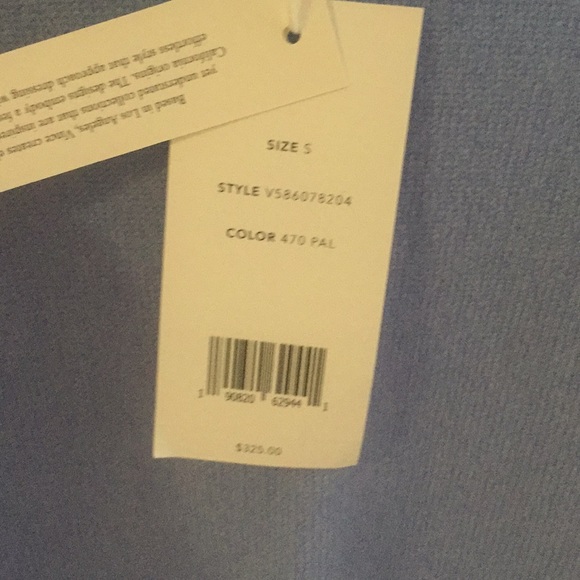 Based in Los Angeles, Vince creates
yet understated collections that are
California origins. The designs embody a
effortless style that approach dressing
SIZE S
STYLE V586078204
COLOR 470 PAL
1 90820 62944 1
$325.00